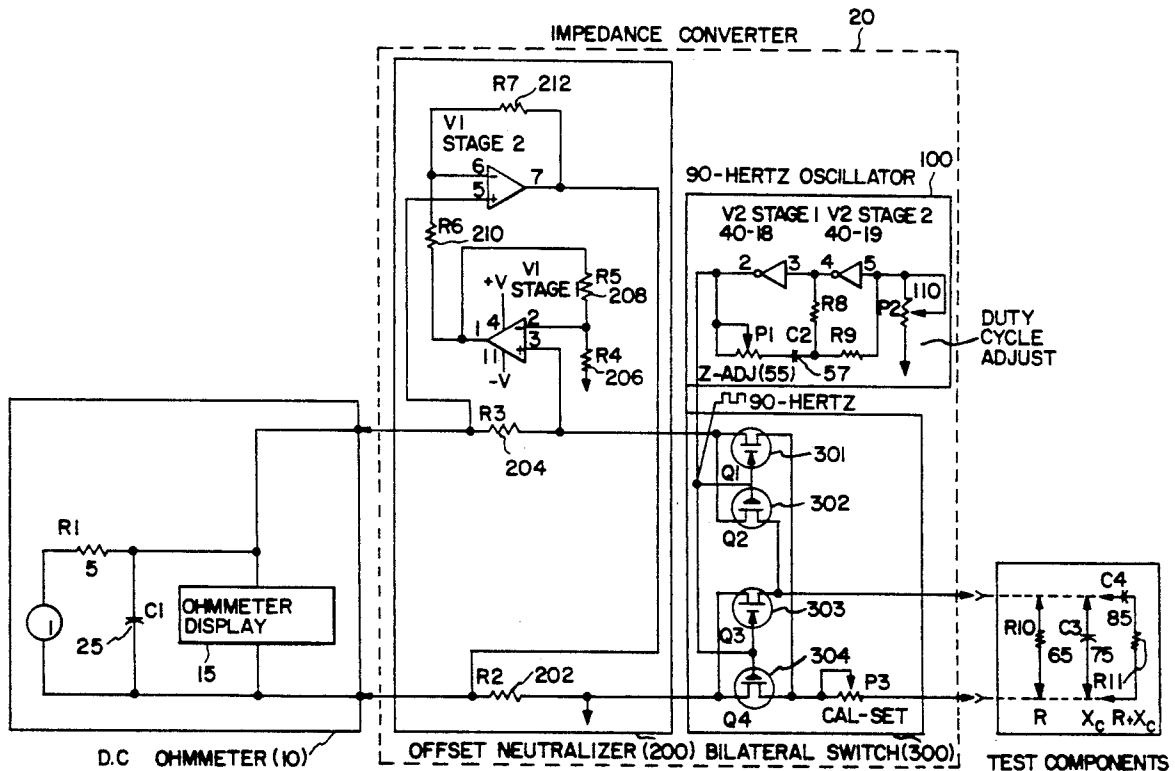 20
IMPEDANCE CONVERTER
R7
212
V1
STAGE 2
6
5
7
-
+
R6
210
V1
STAGE 1
+V
4
1
11
-V
2
3
-
+
R5
208
R4
206
R3
204
R2
202
OFFSET NEUTRALIZER (200)
100
90-HERTZ OSCILLATOR
V2 STAGE 1
40-18
V2 STAGE 2
40-19
2
3
4
5
R8
P2
110
P1
C2
R9
Z-ADJ (55)
57
DUTY
CYCLE
ADJUST
90-HERTZ
301
Q1
302
Q2
303
Q3
304
Q4
P3
CAL-SET
BILATERAL SWITCH (300)
R1
5
1
C1
25
OHMMETER
DISPLAY
15
D.C OHMMETER (10)
C4
85
R10
65
C3
75
R11
R
XC
R+XC
TEST COMPONENTS